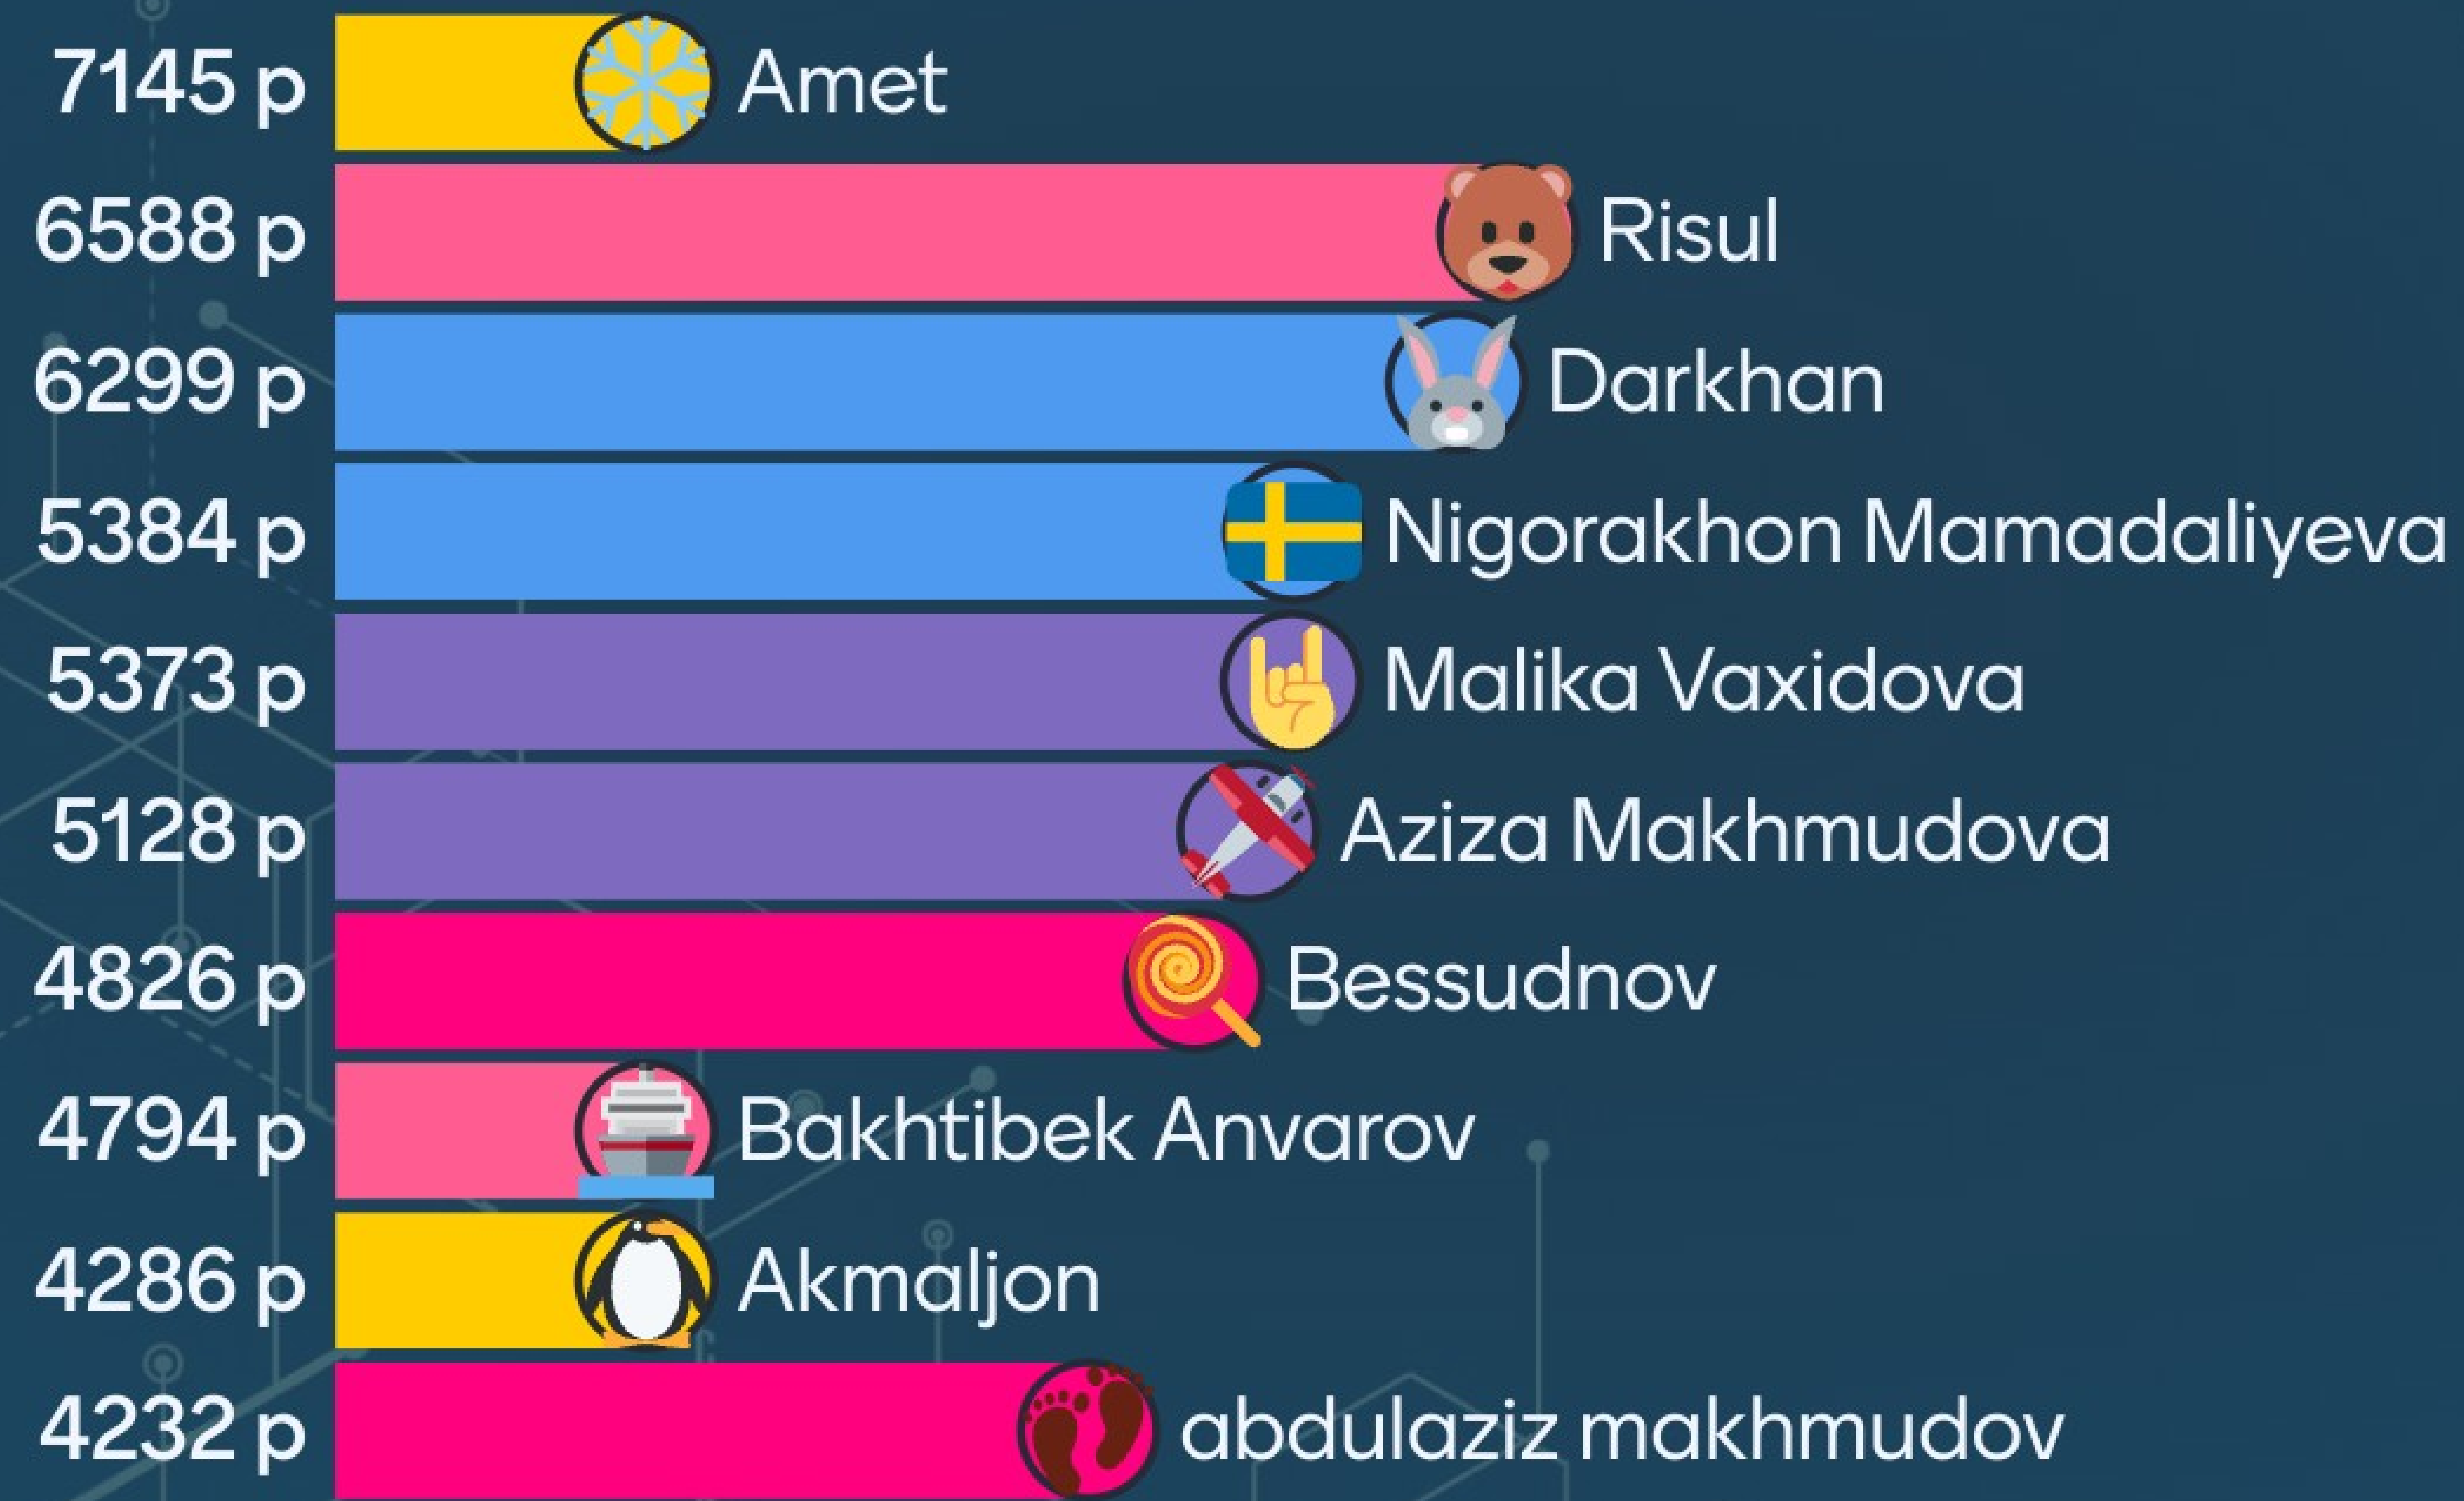 7145 p Amet
6588 p Risul
6299 p Darkhan
5384 p Nigorakhon Mamadaliyeva
5373 p Malika Vaxidova
5128 p Aziza Makhmudova
4826 p Bessudnov
4794 p Bakhtibek Anvarov
4286 p Akmaljon
4232 p abdulaziz makhmudov